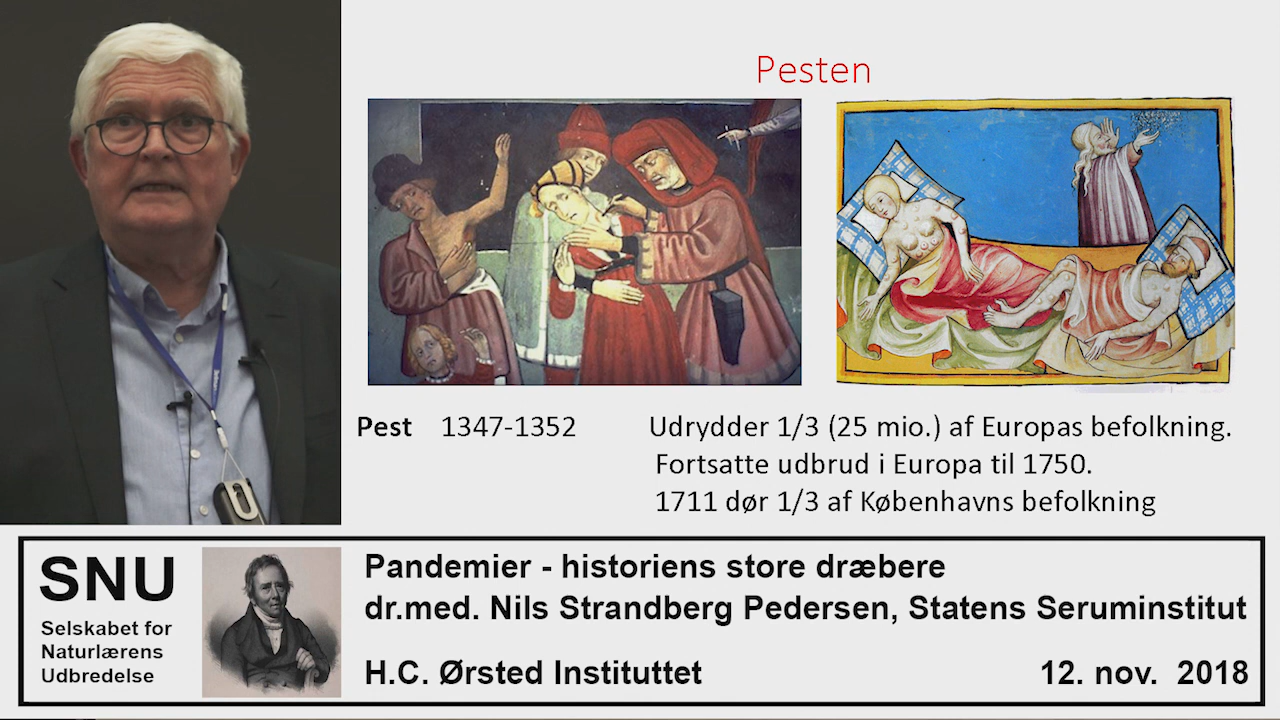 Pesten
Pest 1347-1352 Udrydder 1/3 (25 mio.) af Europas befolkning.
Fortsatte udbrud i Europa til 1750.
1711 dør 1/3 af Københavns befolkning
SNU
Selskabet for
Naturlærens
Udbredelse
Pandemier - historiens store dræbere
dr.med. Nils Strandberg Pedersen, Statens Seruminstitut
H.C. Ørsted Instituttet 12. nov. 2018